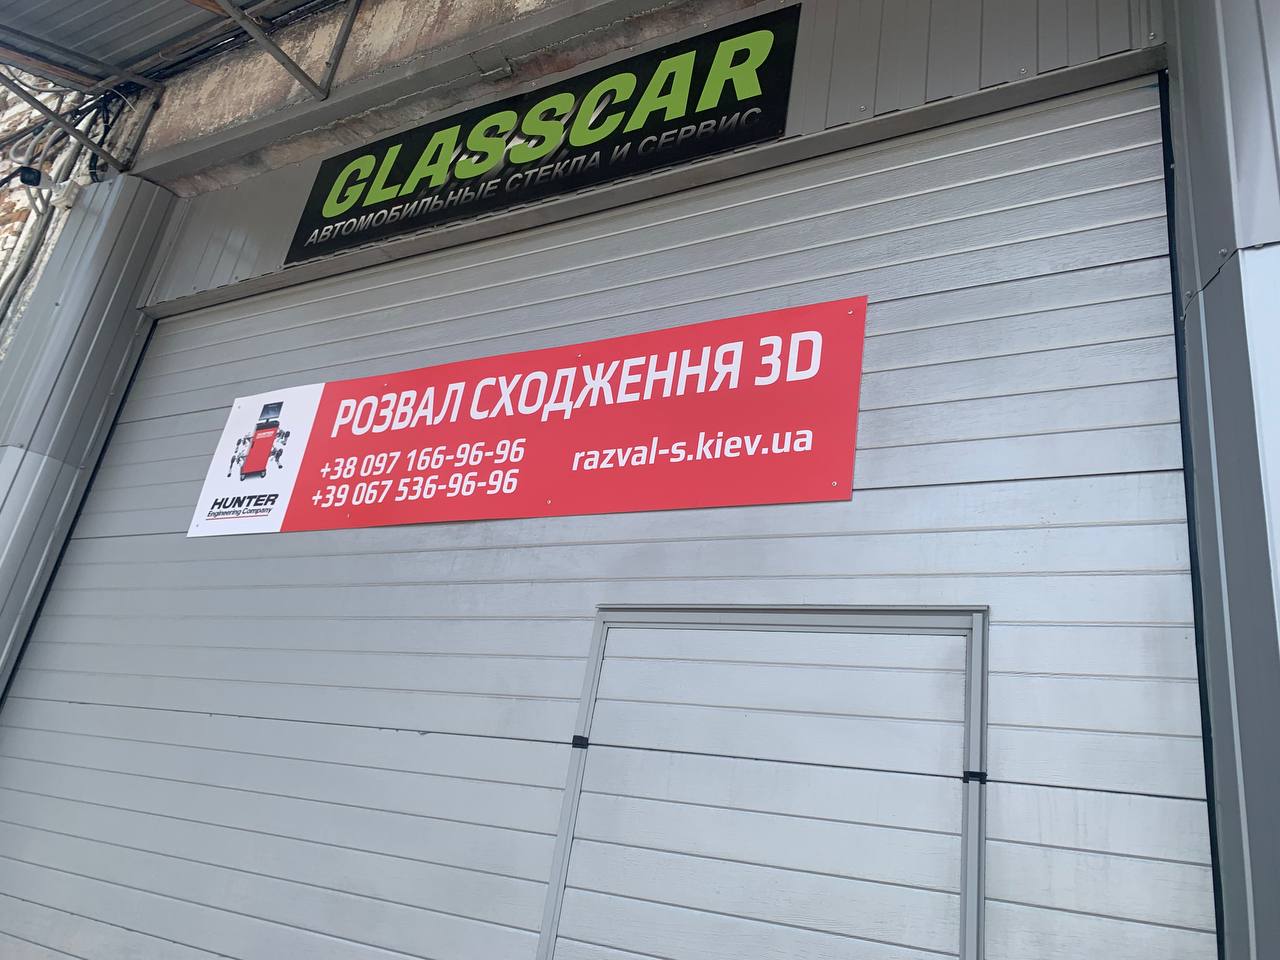 GLASSCAR
АВТОМОБИЛЬНЫЕ СТЕКЛА И СЕРВИС
РОЗВАЛ СХОДЖЕННЯ 3D
+38 097 166-96-96
+39 067 536-96-96
razval-s.kiev.ua
HUNTER
Engineering Company